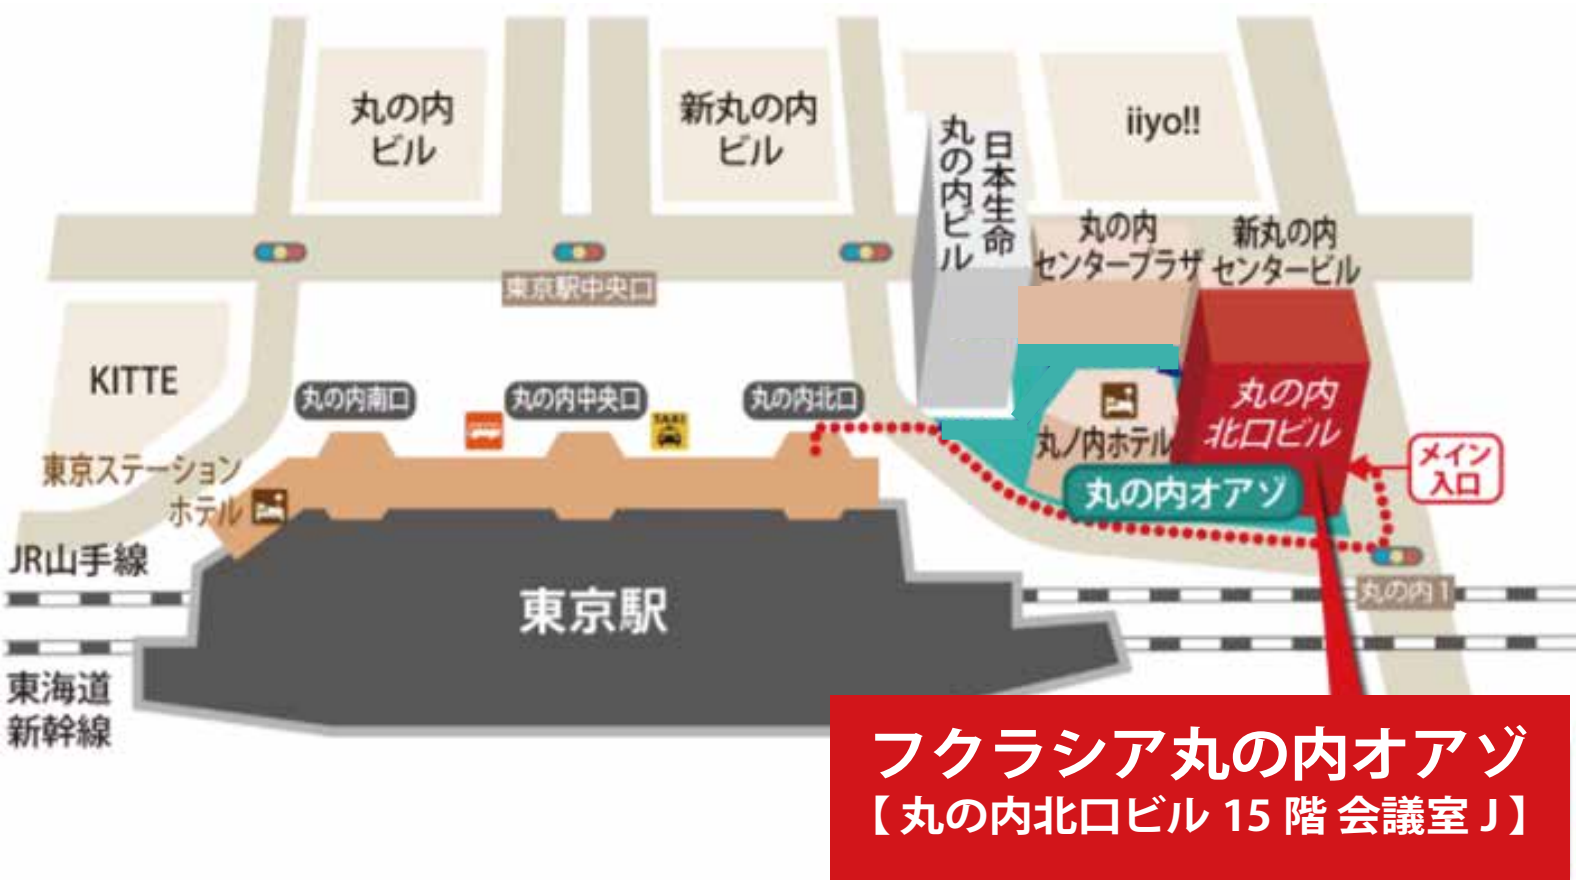 丸の内
ビル
新丸の内
ビル
日本生命
丸の内ビル
iiyo!!
丸の内
センタープラザ
新丸の内
センタービル
東京駅中央口
KITTE
丸の内南口
丸の内中央口
丸の内北口
TAXI
丸の内
北口ビル
丸ノ内ホテル
メイン
入口
丸の内オアゾ
東京ステーション
ホテル
JR山手線
丸の内1
東京駅
東海道
新幹線
フクラシア丸の内オアゾ
【丸の内北口ビル 15 階 会議室 J】